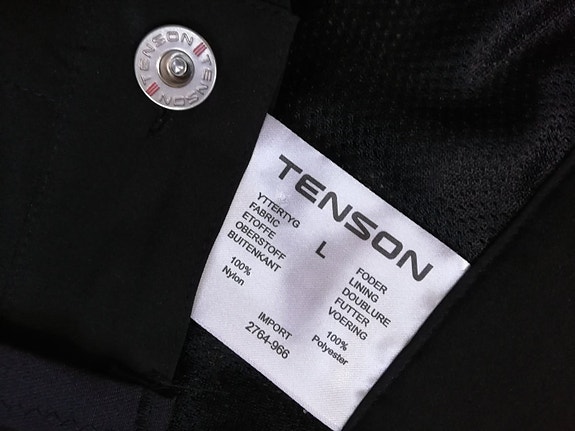 TENSON TENSON TENSON
TENSON
L
YTTERTYG
FABRIC
ETOFFE
OBERSTOFF
BUITENKANT
100%
Nylon
FODER
LINING
DOUBLURE
FUTTER
VOERING
100%
Polyester
IMPORT
2764-966